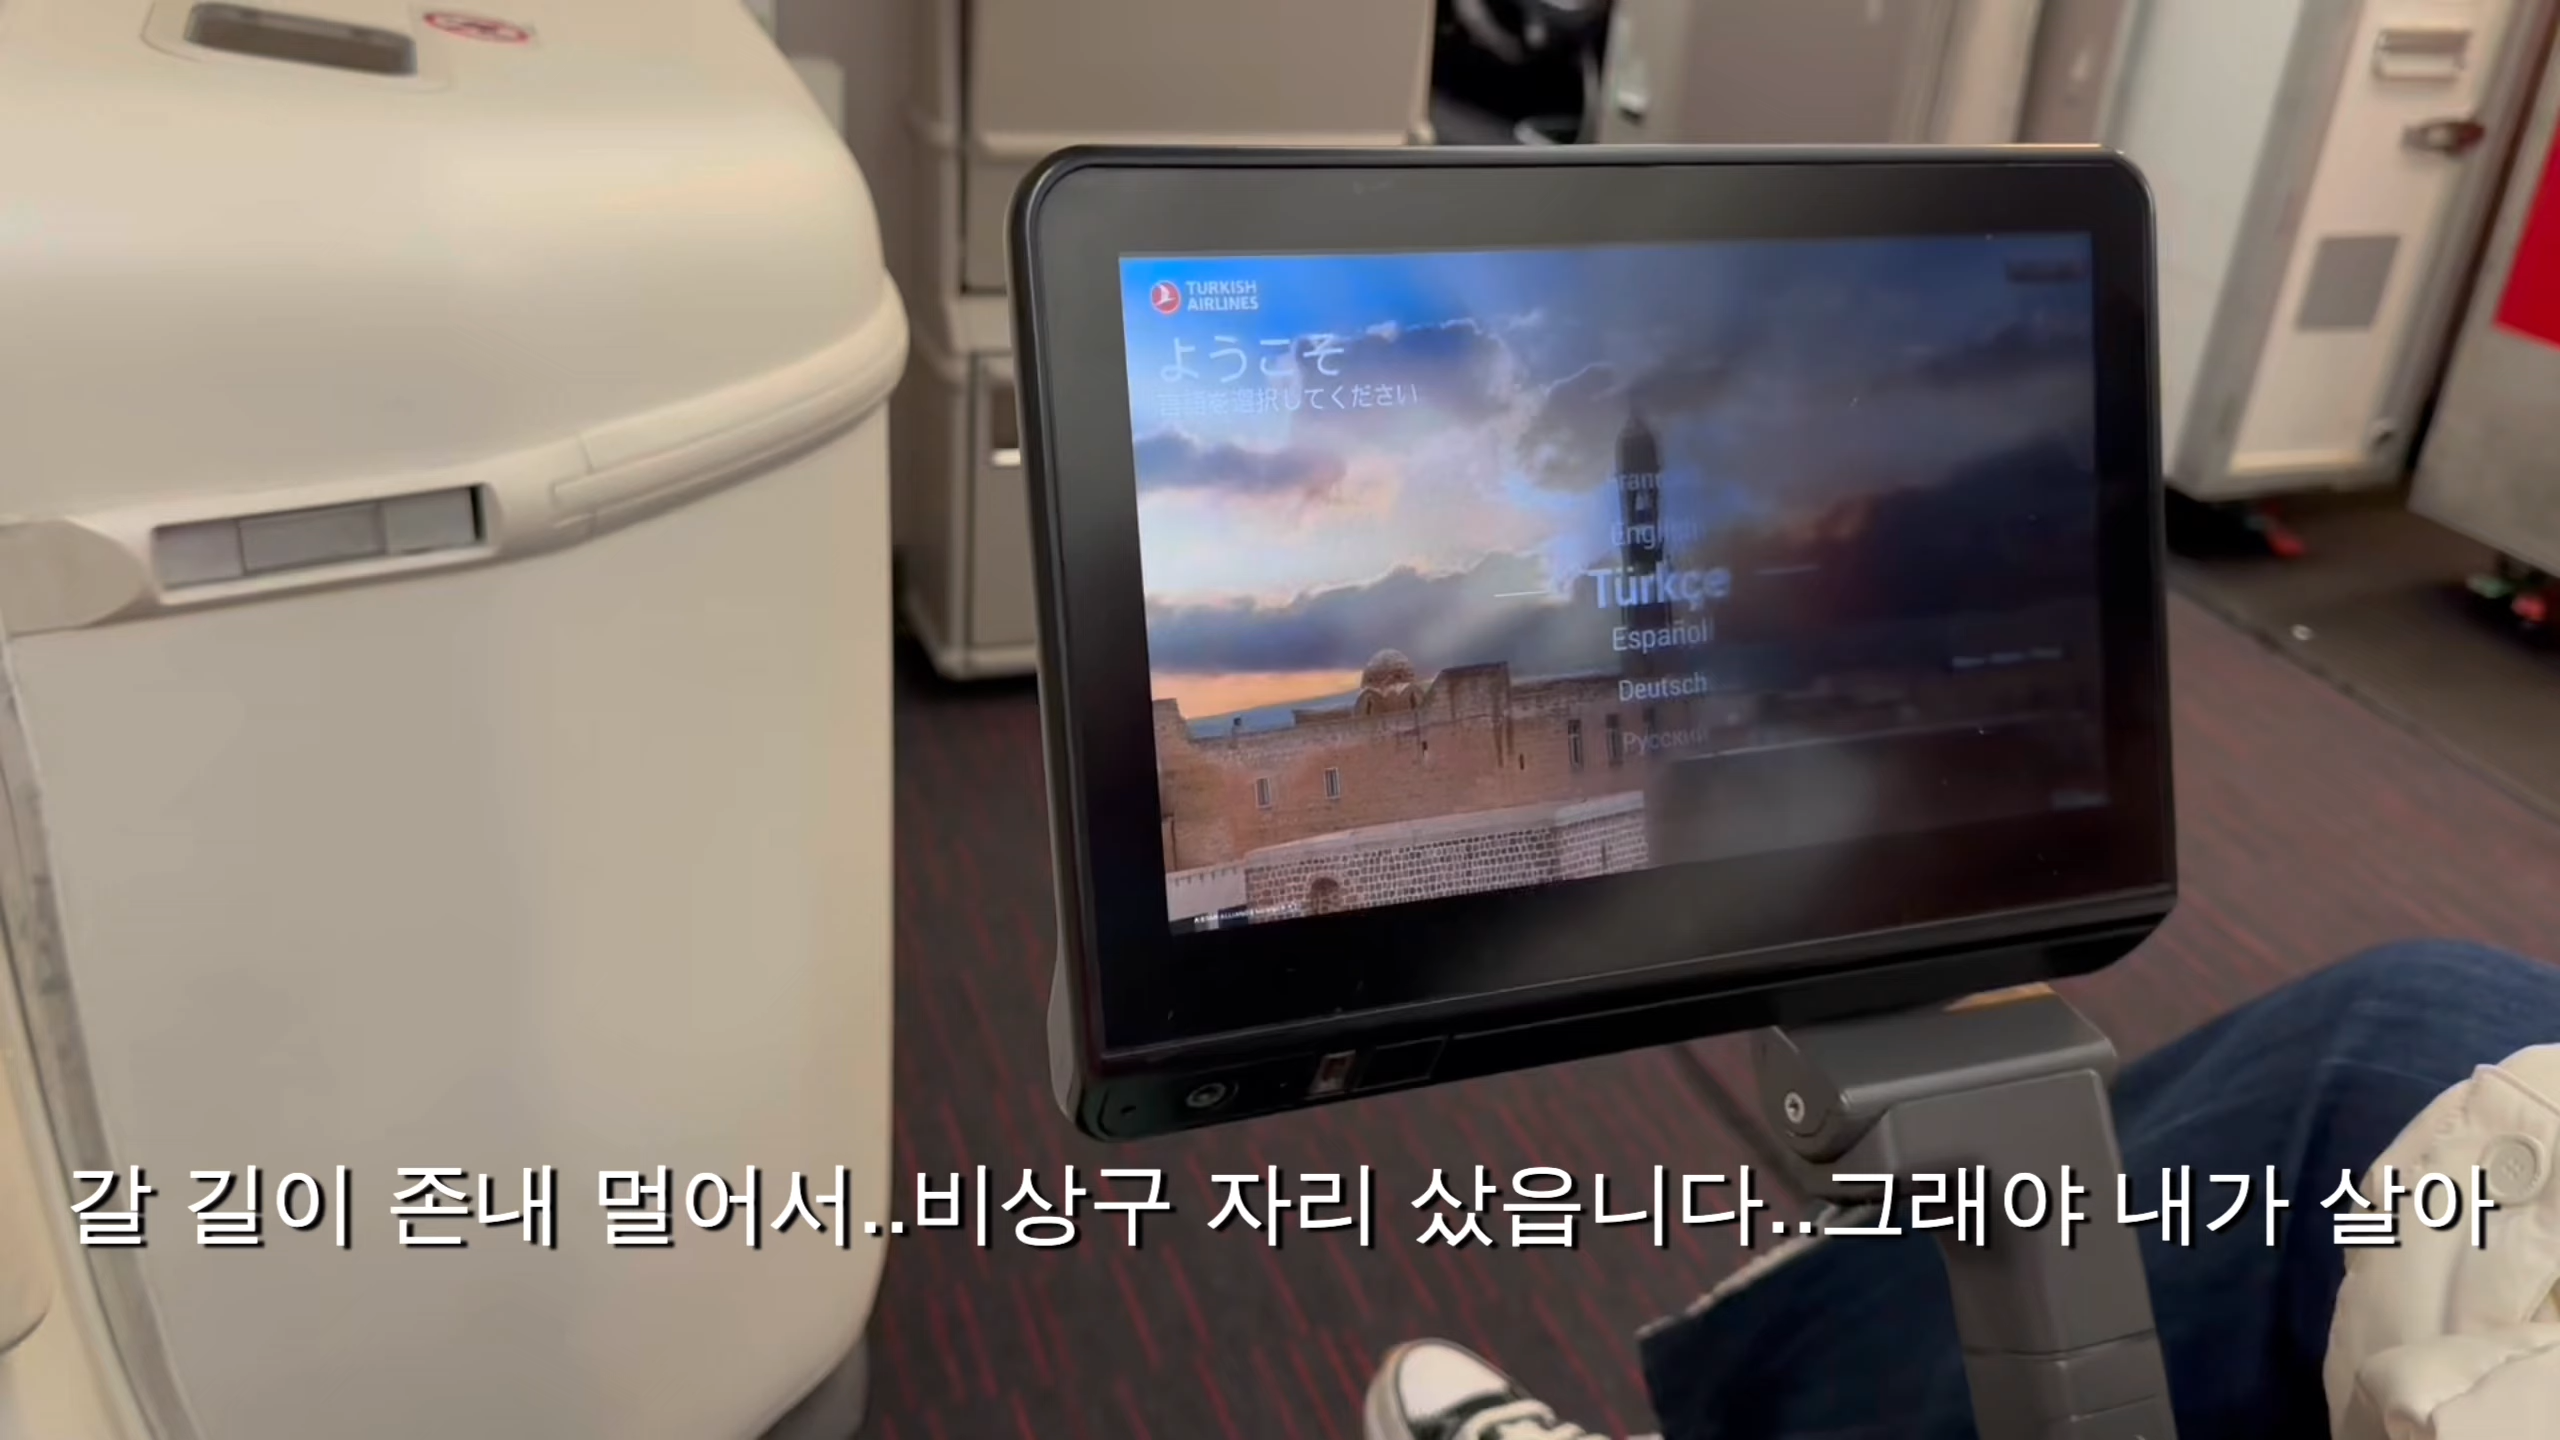 TURKISH
AIRLINES
ようこそ
言語を選択してください
English
Türkçe
Español
Deutsch
Русский
갈 길이 존내 멀어서..비상구 자리 샀읍니다..그래야 내가 살아